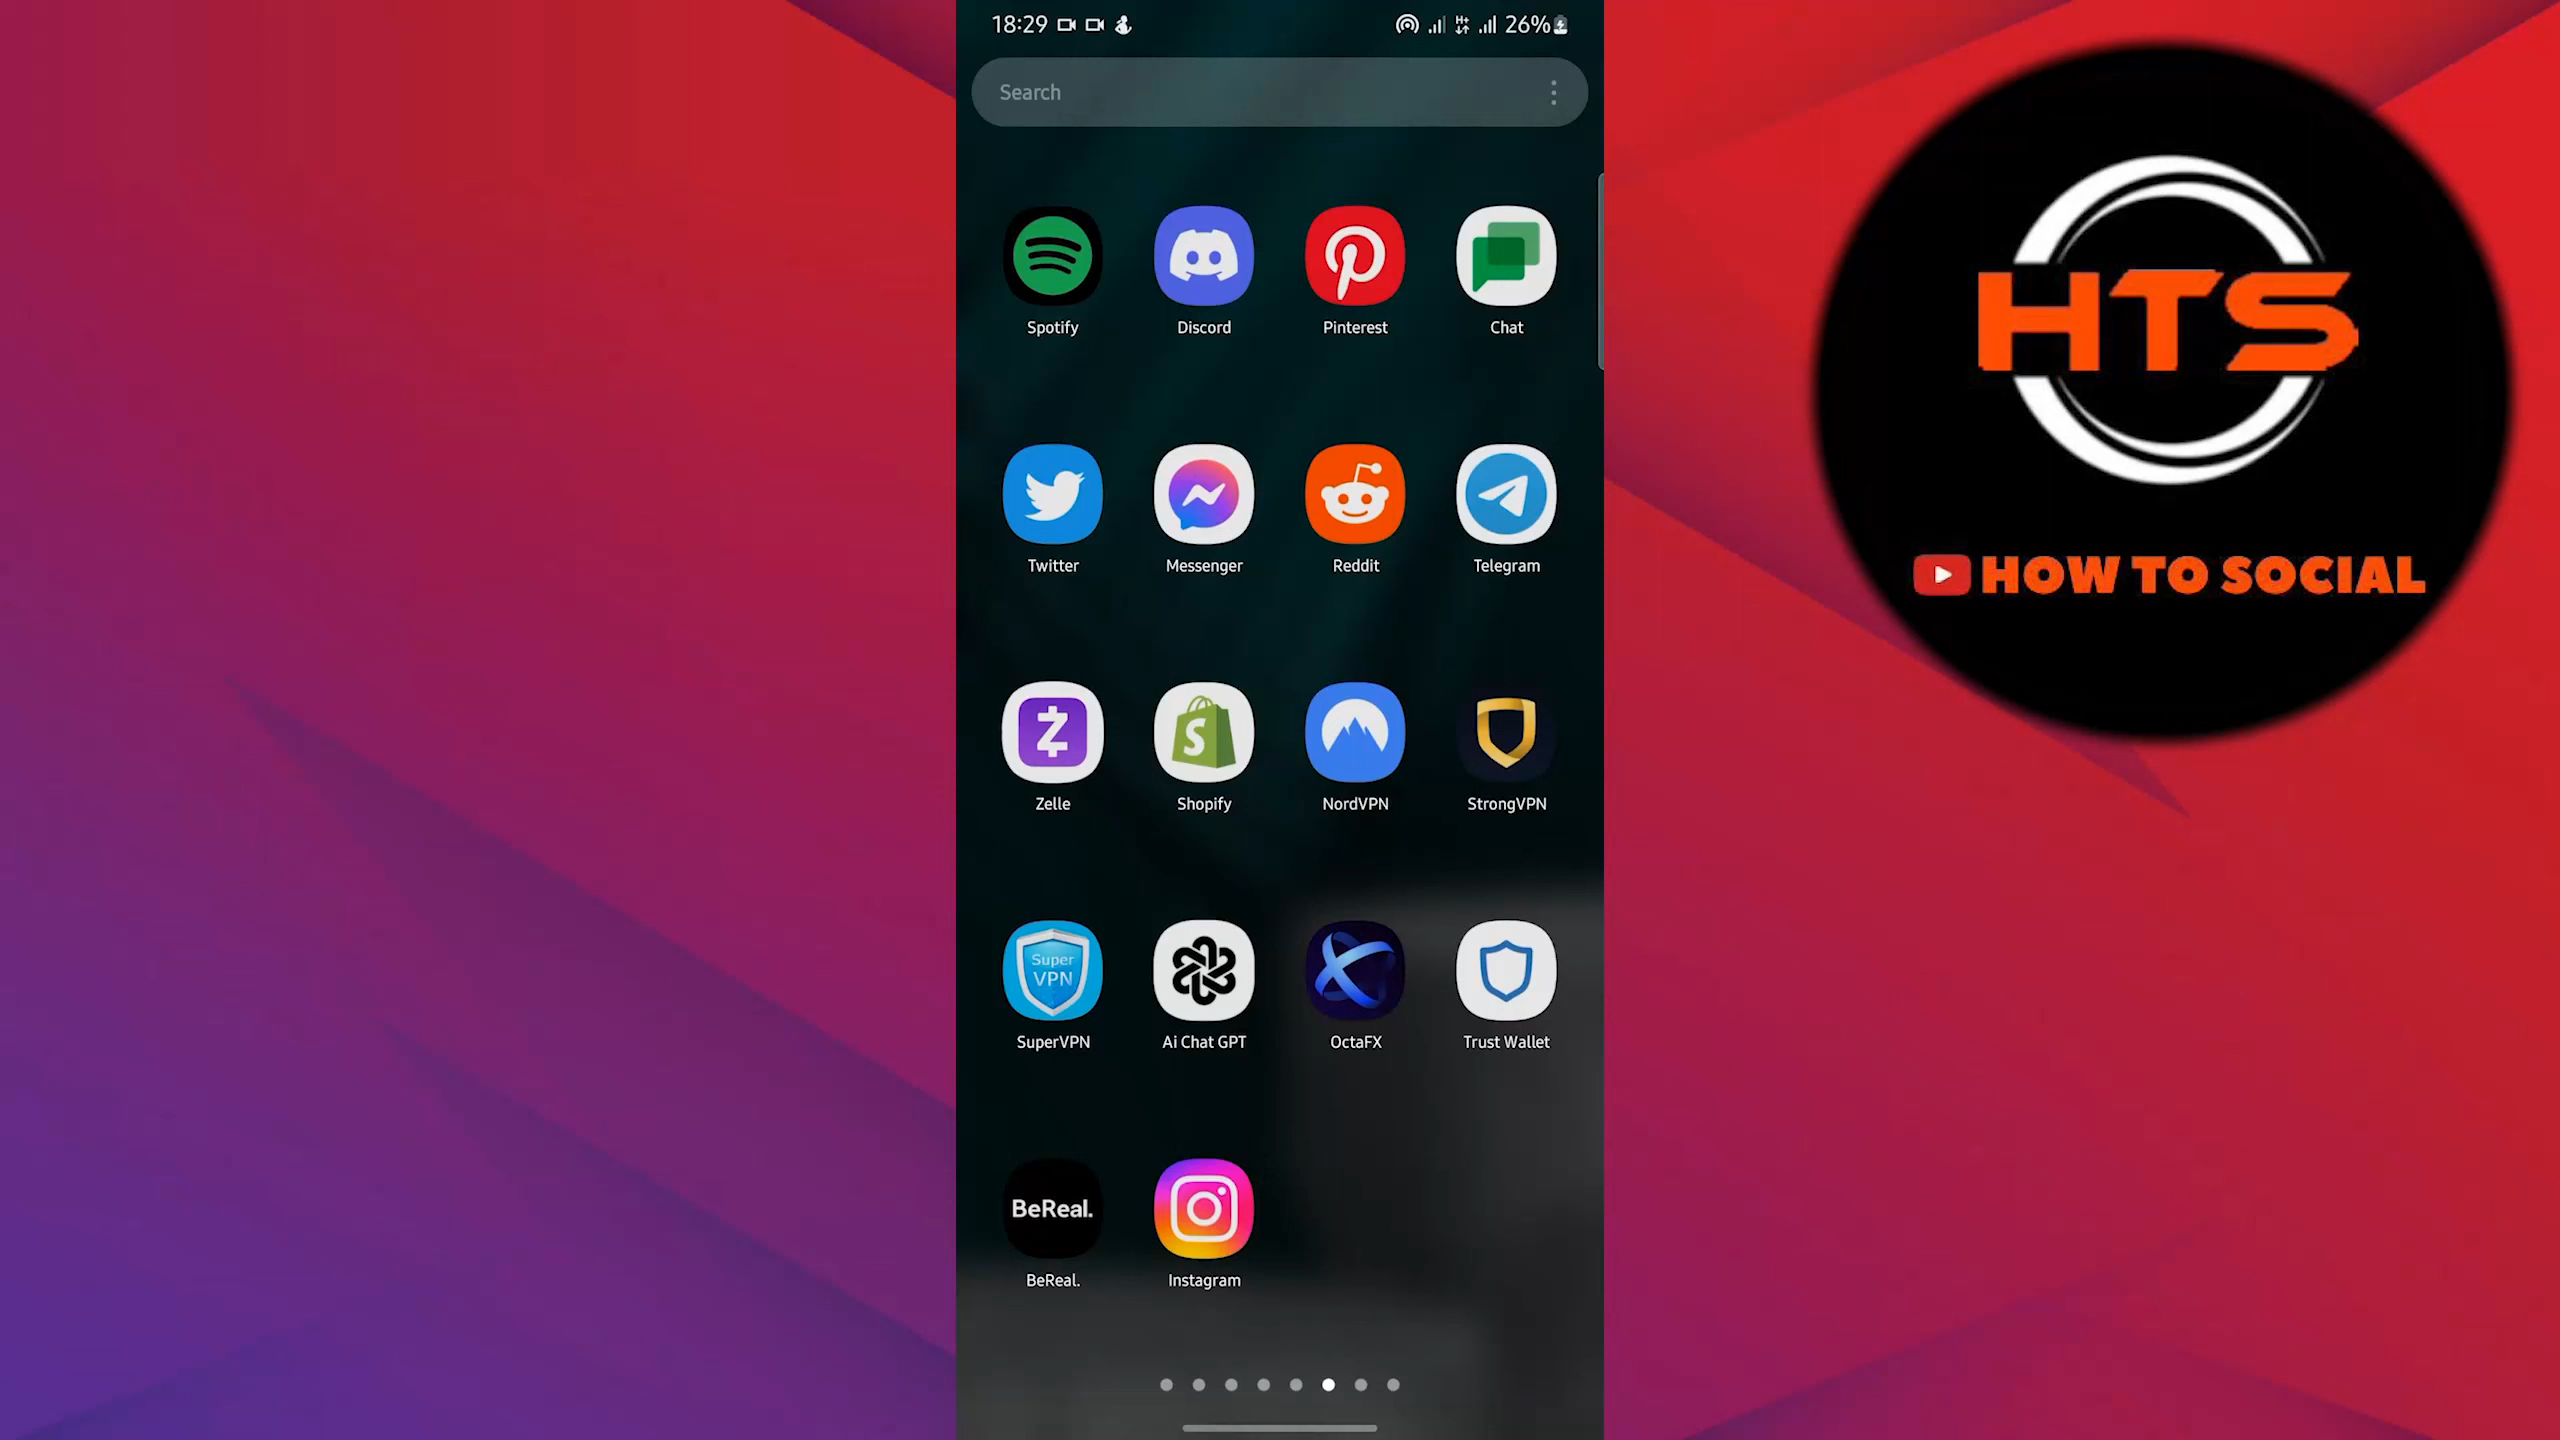 18:29
H+
26%
Search
Spotify
Discord
Pinterest
Chat
Twitter
Messenger
Reddit
Telegram
Zelle
Shopify
NordVPN
StrongVPN
Super
VPN
SuperVPN
Ai Chat GPT
OctaFX
Trust Wallet
BeReal.
BeReal.
Instagram
HTS
HOW TO SOCIAL